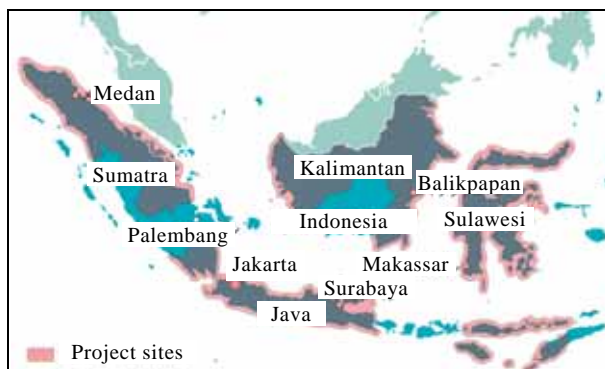 Medan
Kalimantan
Sumatra
Balikpapan
Indonesia
Sulawesi
Palembang
Jakarta
Makassar
Surabaya
Java
Project sites